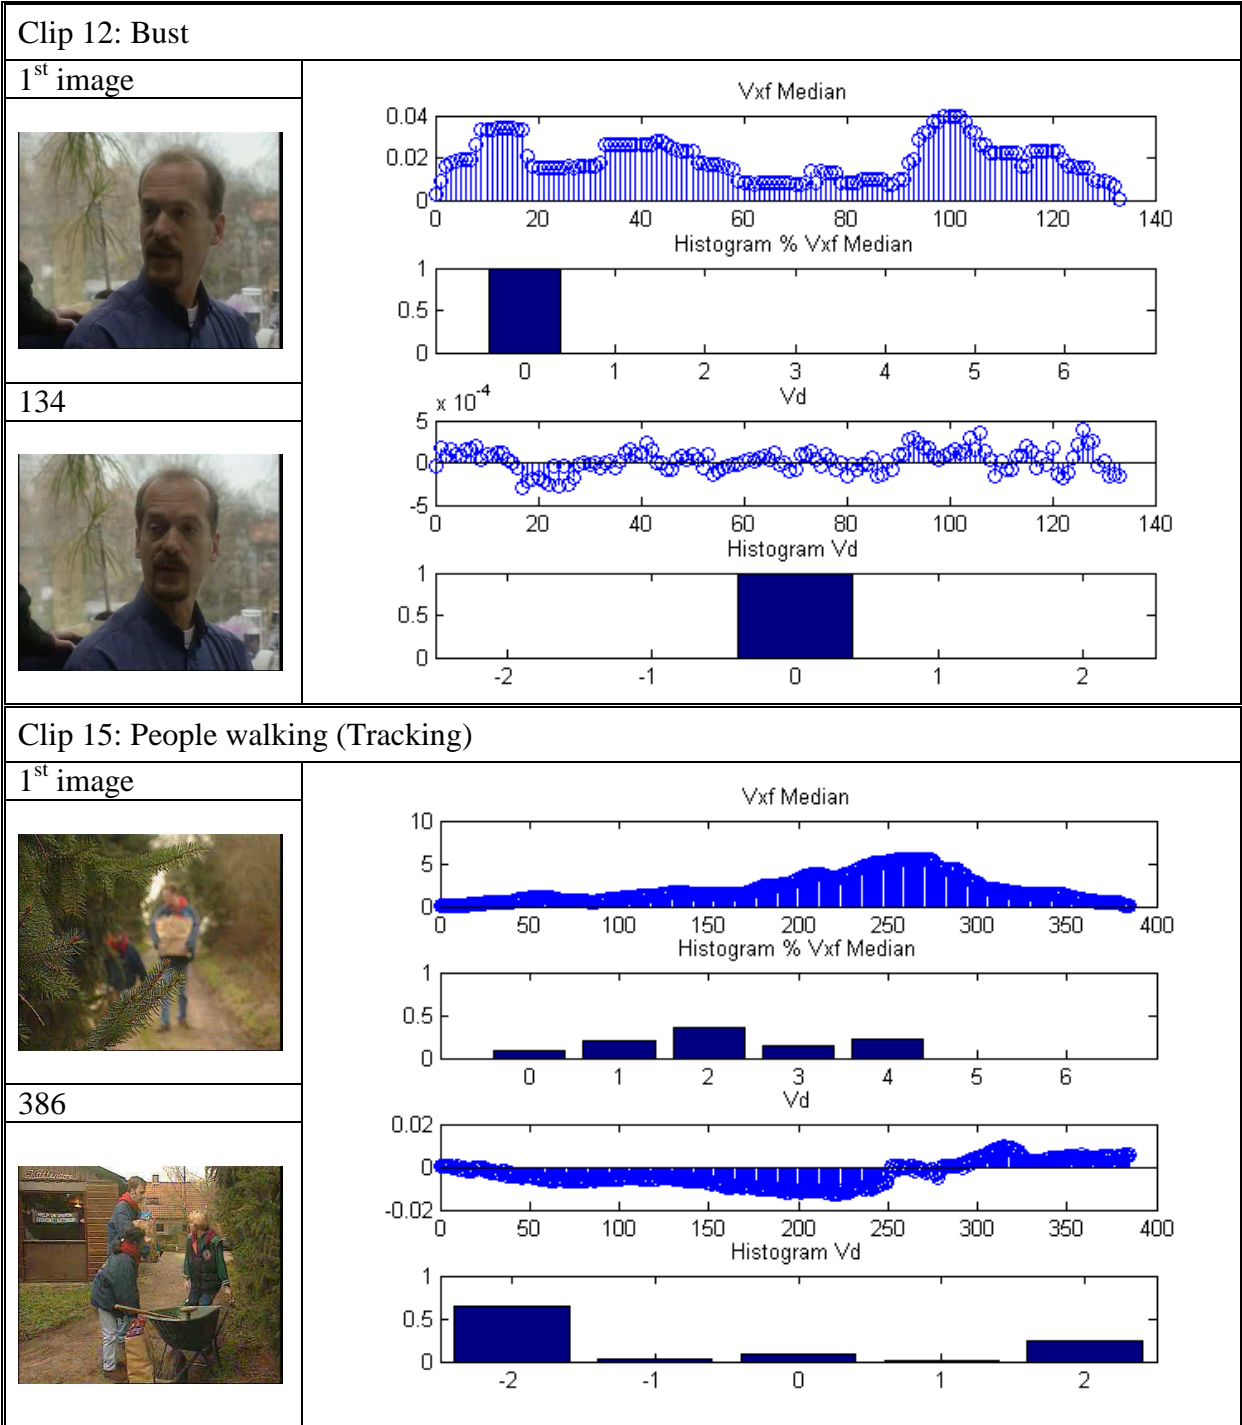 Clip 12: Bust
1st image
Vxf Median
0.04
0.02
0
0 20 40 60 80 100 120 140
Histogram % Vxf Median
1
0.5
0
0 1 2 3 4 5 6
134
Vd
x 10-4
5
0
-5
0 20 40 60 80 100 120 140
Histogram Vd
1
0.5
0
-2 -1 0 1 2
Clip 15: People walking (Tracking)
1st image
Vxf Median
10
5
0
0 50 100 150 200 250 300 350 400
Histogram % Vxf Median
1
0.5
0
0 1 2 3 4 5 6
386
Vd
0.02
0
-0.02
0 50 100 150 200 250 300 350 400
Histogram Vd
1
0.5
0
-2 -1 0 1 2